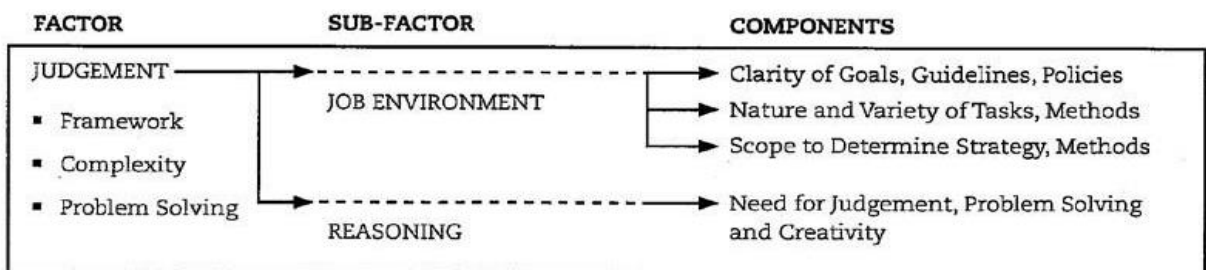 FACTOR SUB-FACTOR COMPONENTS
JUDGEMENT
▪ Framework
▪ Complexity
▪ Problem Solving
JOB ENVIRONMENT
REASONING
Clarity of Goals, Guidelines, Policies
Nature and Variety of Tasks, Methods
Scope to Determine Strategy, Methods
Need for Judgement, Problem Solving
and Creativity